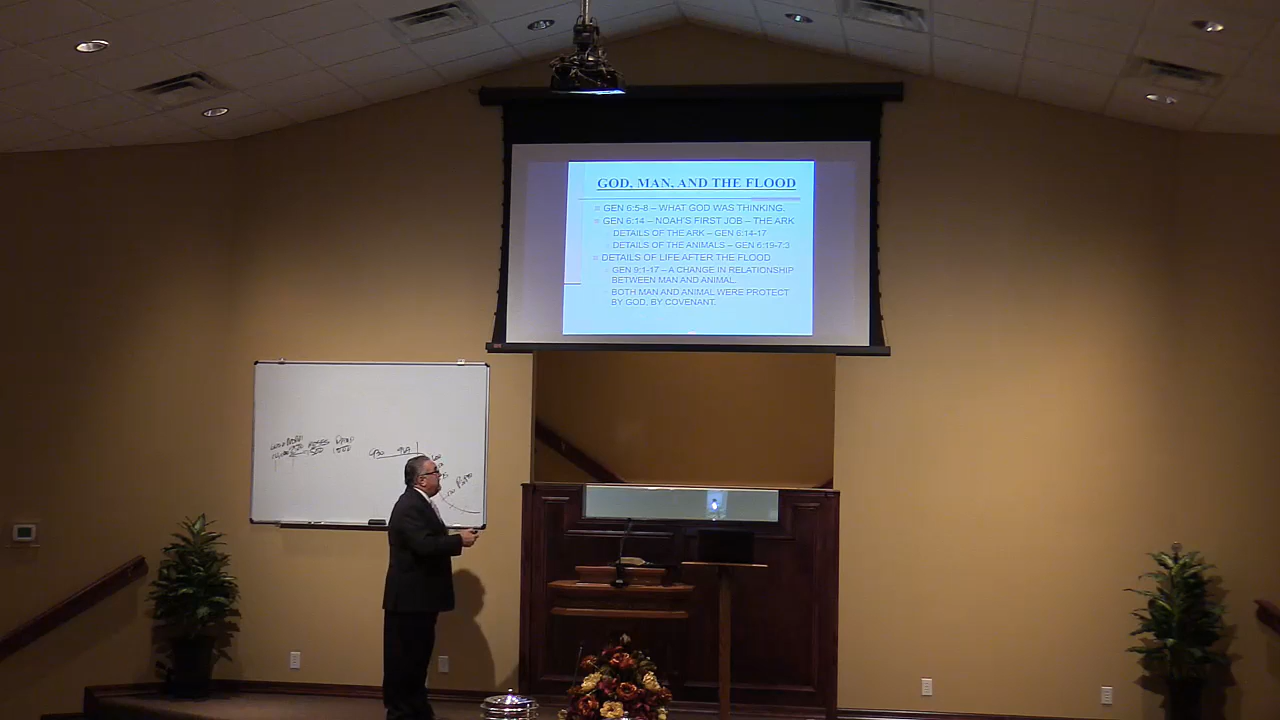 GOD, MAN, AND THE FLOOD
GEN 6:5-8 – WHAT GOD WAS THINKING.
GEN 6:14 – NOAH'S FIRST JOB – THE ARK
DETAILS OF THE ARK – GEN 6:14-17
DETAILS OF THE ANIMALS – GEN 6:19-7:3
DETAILS OF LIFE AFTER THE FLOOD
GEN 9:1-17 – A CHANGE IN RELATIONSHIP
BETWEEN MAN AND ANIMAL.
BOTH MAN AND ANIMAL WERE PROTECT
BY GOD, BY COVENANT.